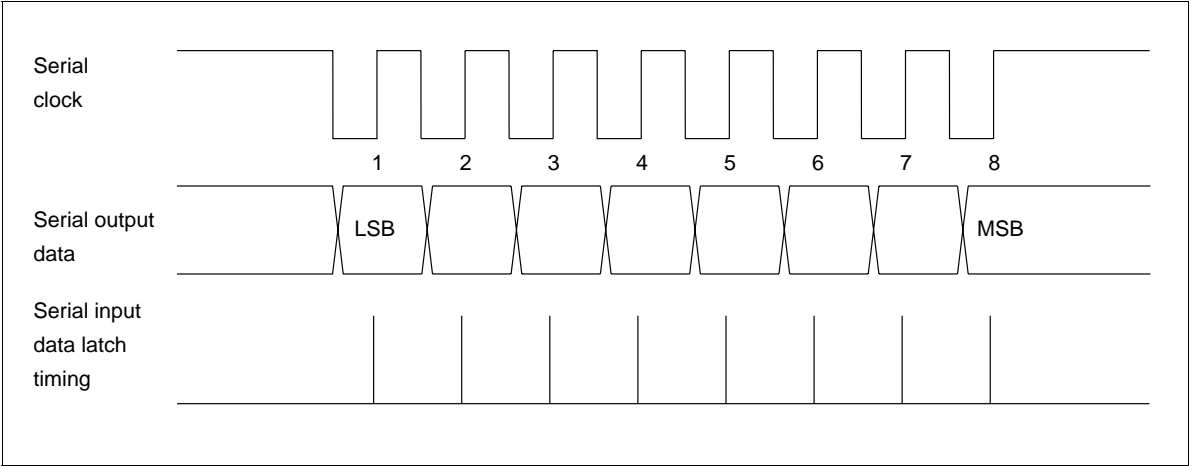 Serial
clock
1 2 3 4 5 6 7 8
Serial output
data
LSB
MSB
Serial input
data latch
timing